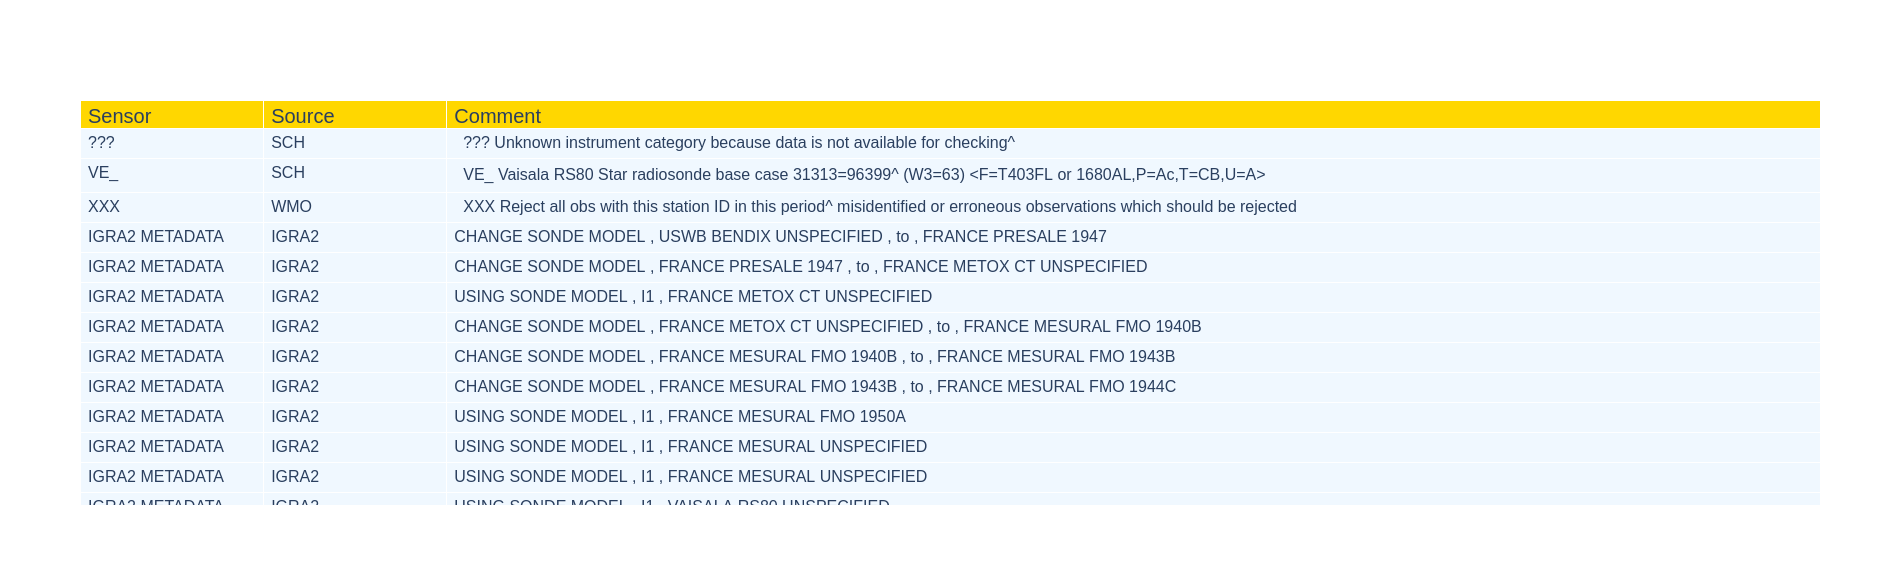 Sensor Source Comment
??? SCH ??? Unknown instrument category because data is not available for checking^
VE_ SCH VE_ Vaisala RS80 Star radiosonde base case 31313=96399^ (W3=63) <F=T403FL or 1680AL,P=Ac,T=CB,U=A>
XXX WMO XXX Reject all obs with this station ID in this period^ misidentified or erroneous observations which should be rejected
IGRA2 METADATA IGRA2 CHANGE SONDE MODEL , USWB BENDIX UNSPECIFIED , to , FRANCE PRESALE 1947
IGRA2 METADATA IGRA2 CHANGE SONDE MODEL , FRANCE PRESALE 1947 , to , FRANCE METOX CT UNSPECIFIED
IGRA2 METADATA IGRA2 USING SONDE MODEL , I1 , FRANCE METOX CT UNSPECIFIED
IGRA2 METADATA IGRA2 CHANGE SONDE MODEL , FRANCE METOX CT UNSPECIFIED , to , FRANCE MESURAL FMO 1940B
IGRA2 METADATA IGRA2 CHANGE SONDE MODEL , FRANCE MESURAL FMO 1940B , to , FRANCE MESURAL FMO 1943B
IGRA2 METADATA IGRA2 CHANGE SONDE MODEL , FRANCE MESURAL FMO 1943B , to , FRANCE MESURAL FMO 1944C
IGRA2 METADATA IGRA2 USING SONDE MODEL , I1 , FRANCE MESURAL FMO 1950A
IGRA2 METADATA IGRA2 USING SONDE MODEL , I1 , FRANCE MESURAL UNSPECIFIED
IGRA2 METADATA IGRA2 USING SONDE MODEL , I1 , FRANCE MESURAL UNSPECIFIED
IGRA2 METADATA IGRA2 USING SONDE MODEL , I1 , VAISALA RS80 UNSPECIFIED